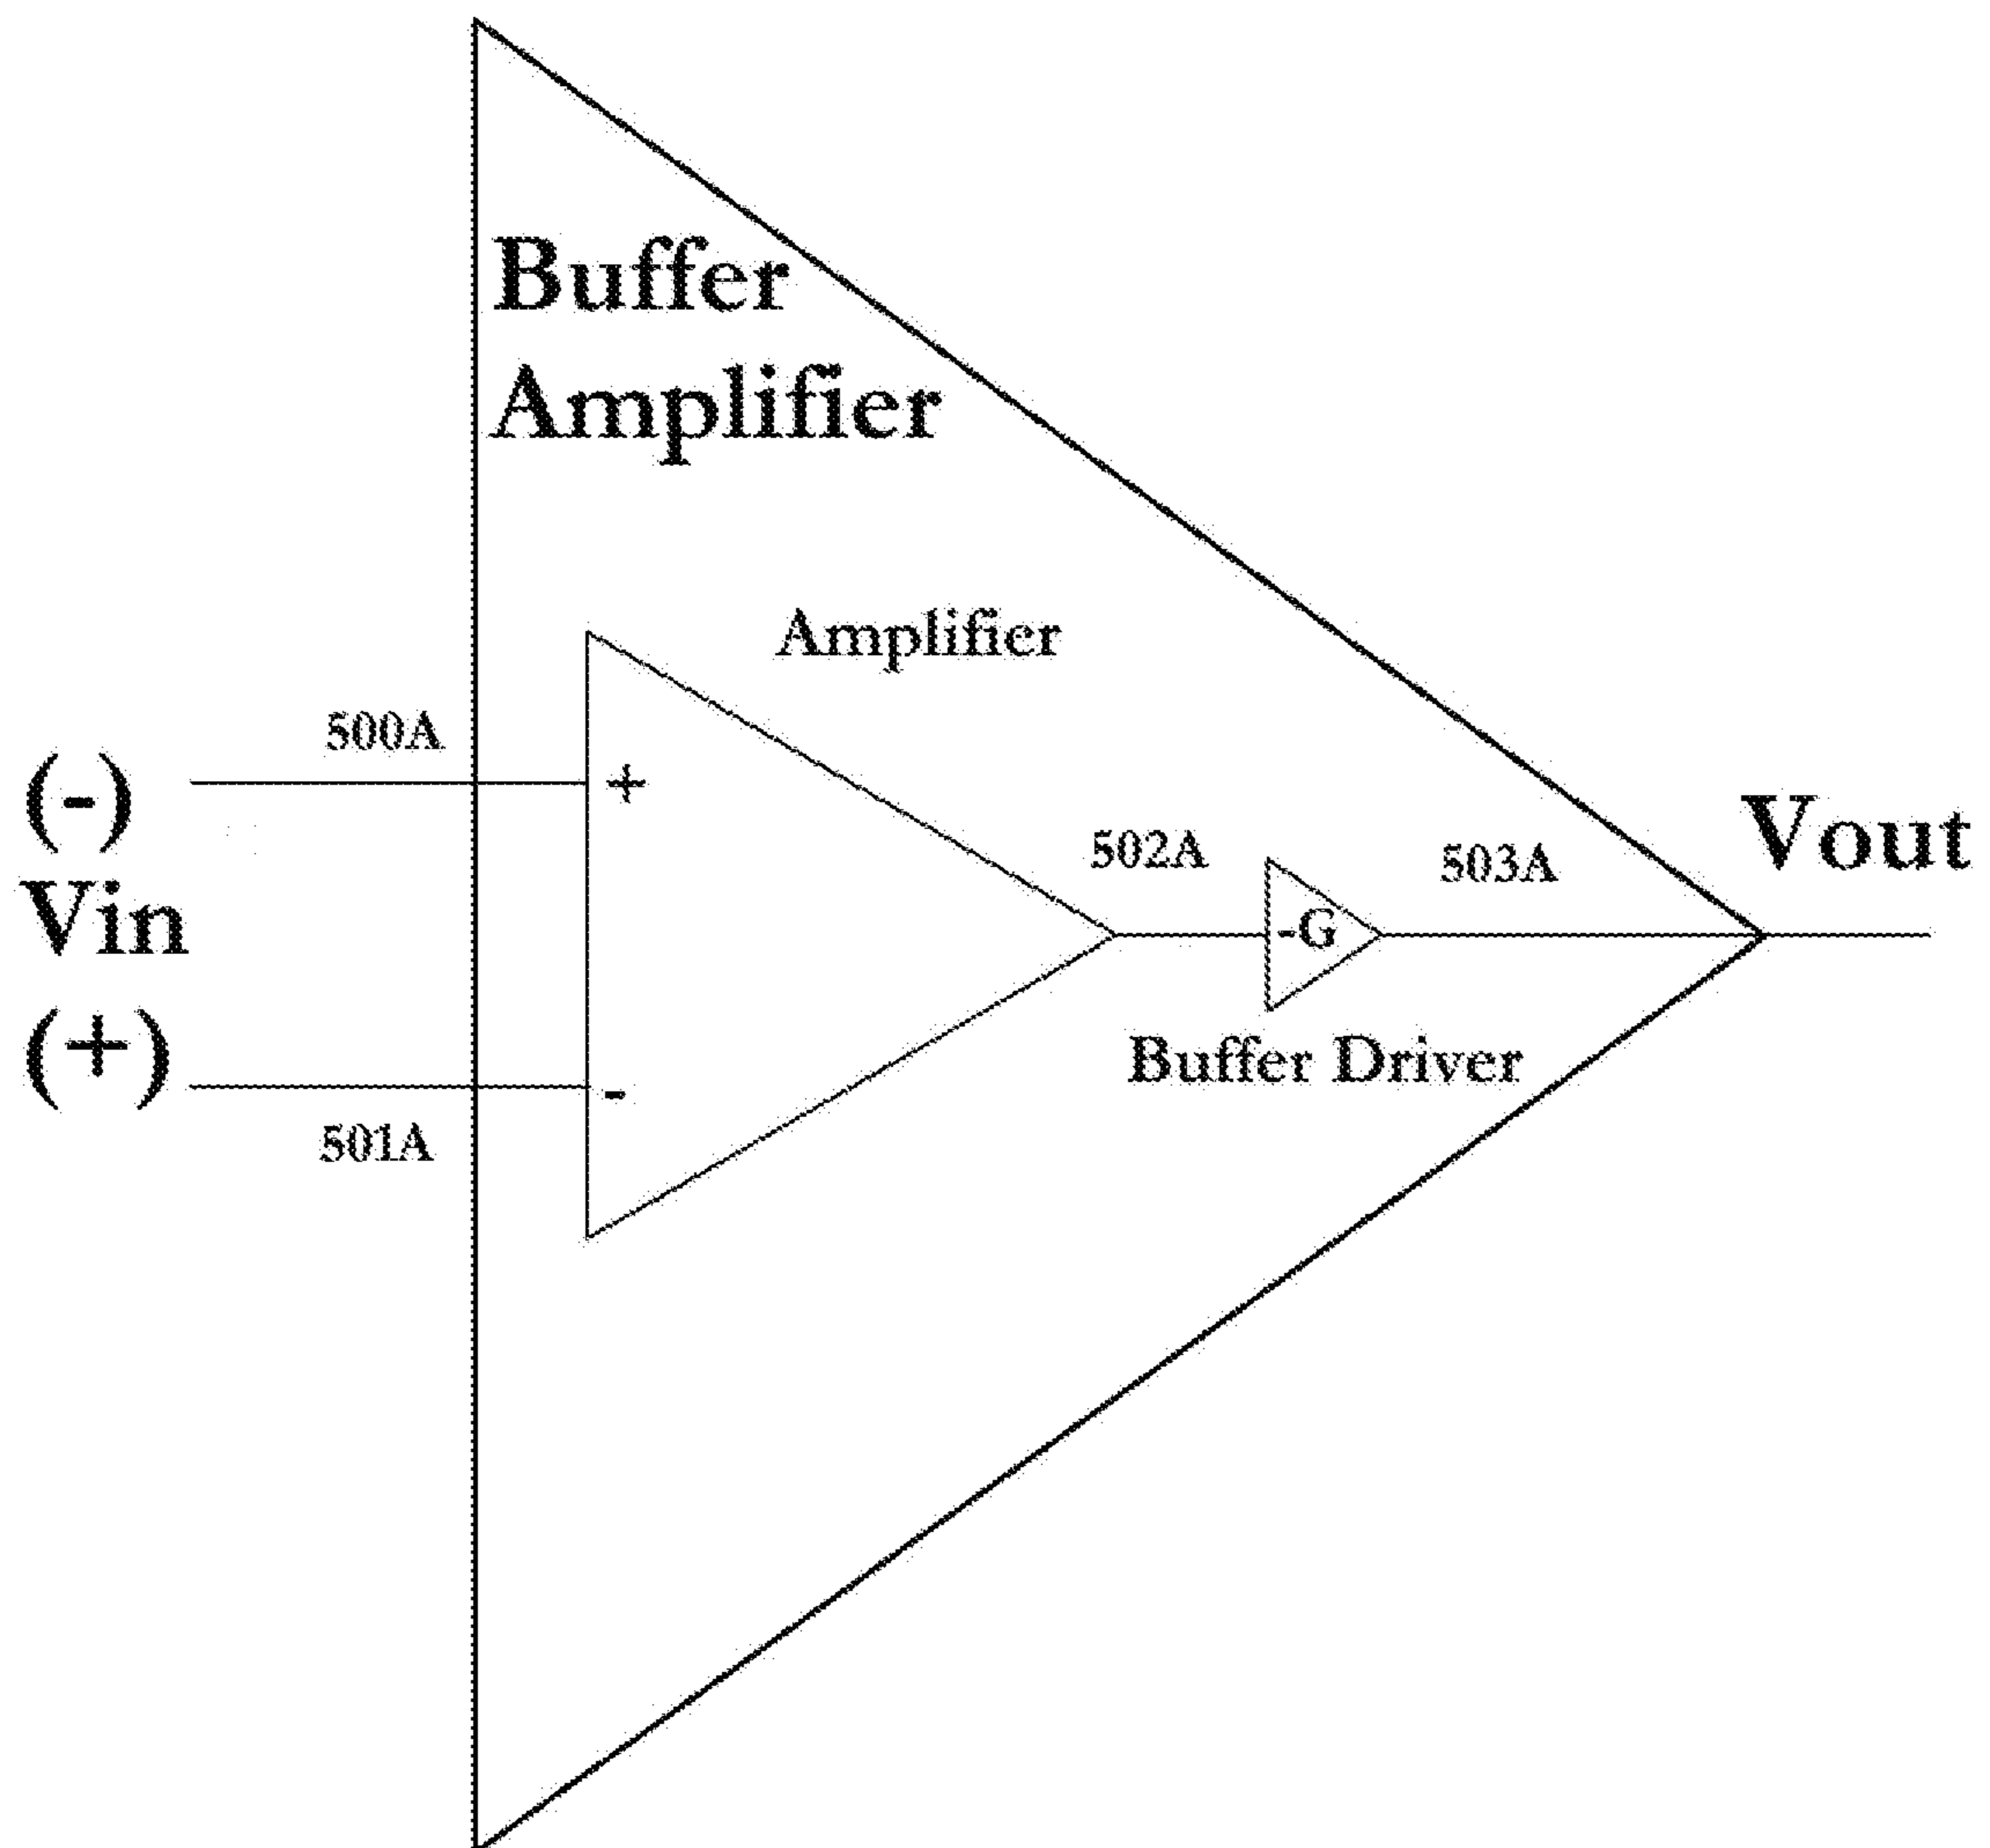 Buffer
Amplifier
Amplifier
500A
+
(-)
Vin
(+)
-
501A
502A
-G
503A
Vout
Buffer Driver